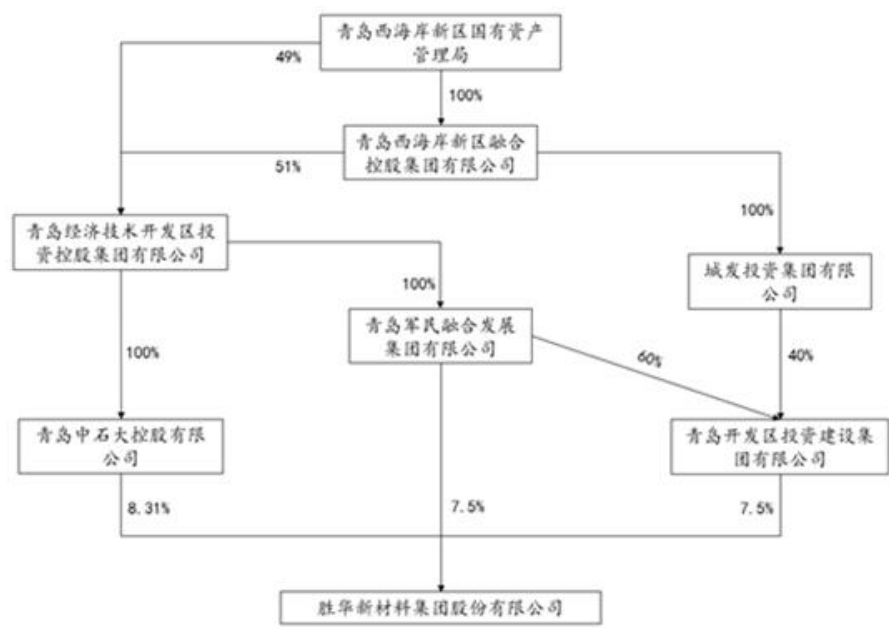 青岛西海岸新区国有资产
管理局
49%
100%
青岛西海岸新区融合
控股集团有限公司
51%
100%
青岛经济技术开发区投
资控股集团有限公司
城发投资集团有限
公司
100%
青岛军民融合发展
集团有限公司
100%
60%
40%
青岛中石大控股有限
公司
青岛开发区投资建设集
团有限公司
8.31%
7.5%
7.5%
胜华新材料集团股份有限公司